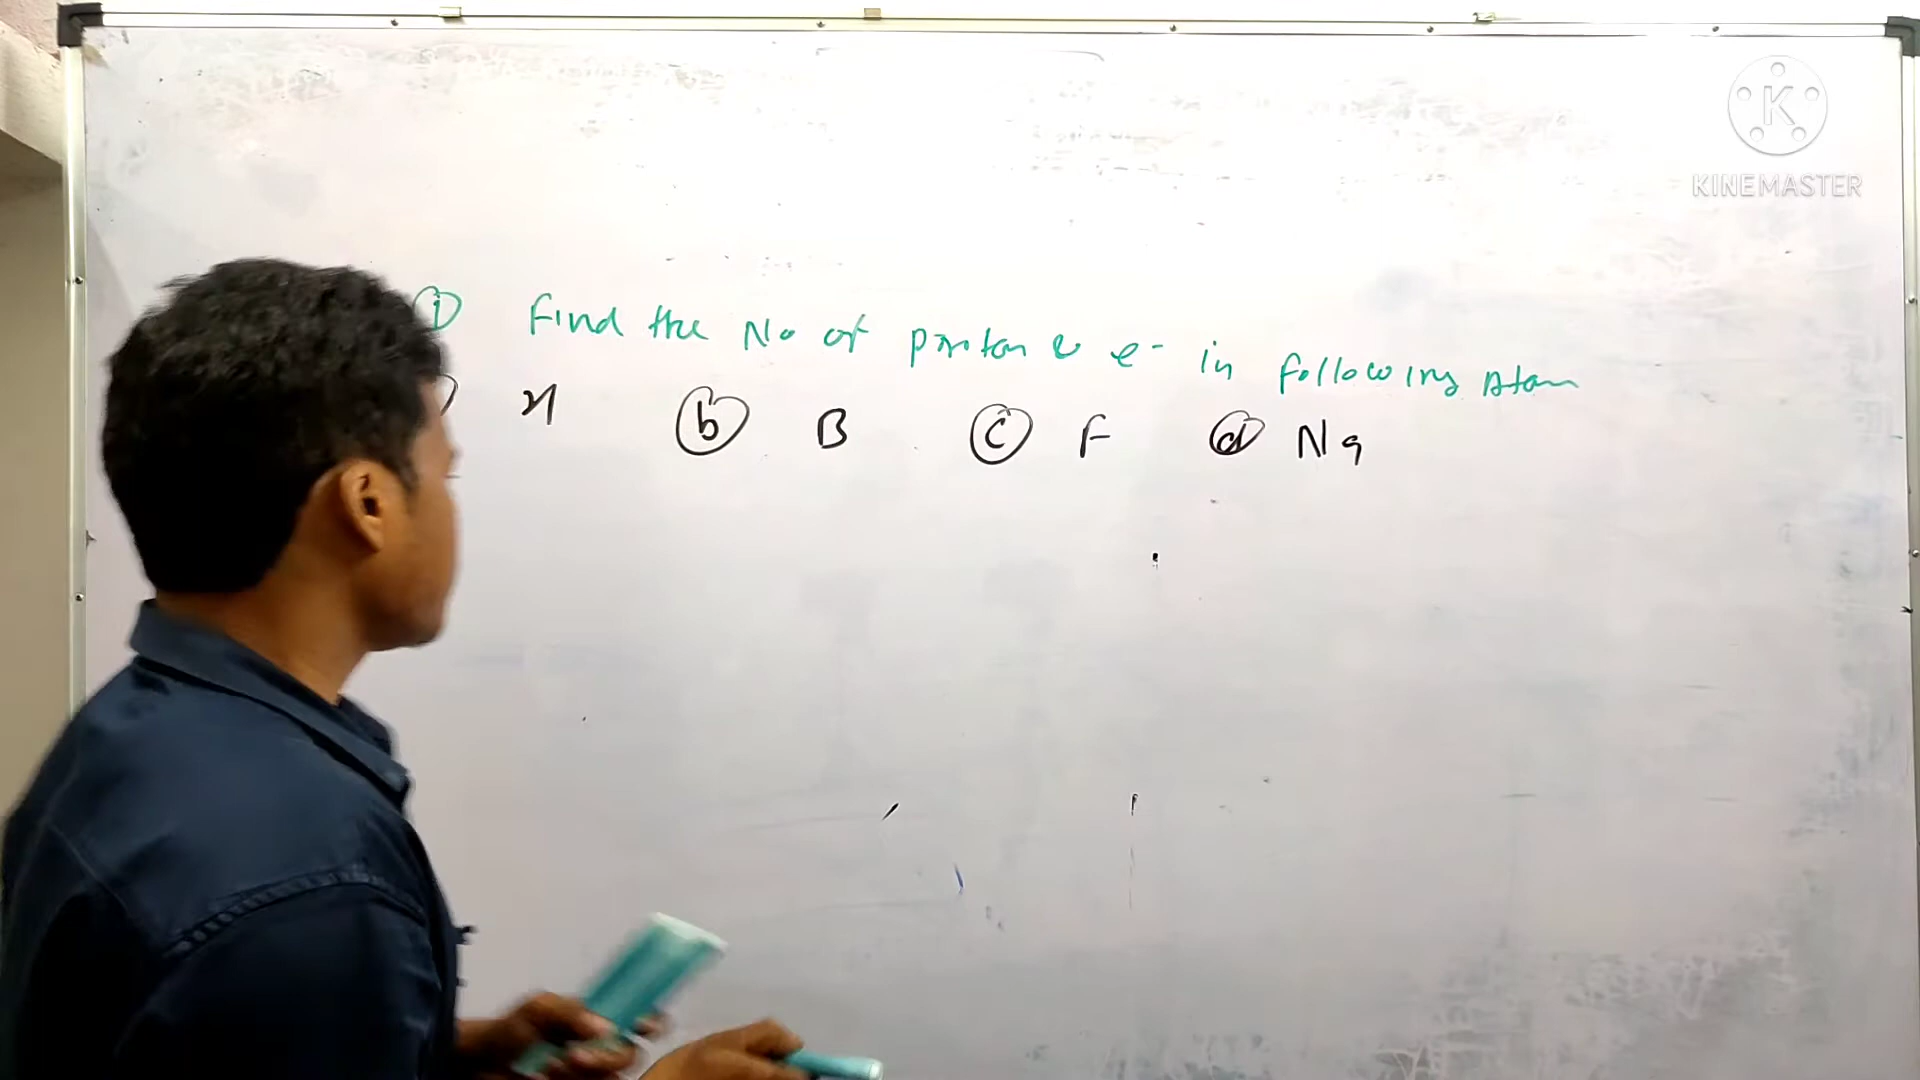 K
KINEMASTER
① Find the No of proton & e- in following Atom
H ⓑ B ⓒ F ⓓ Na